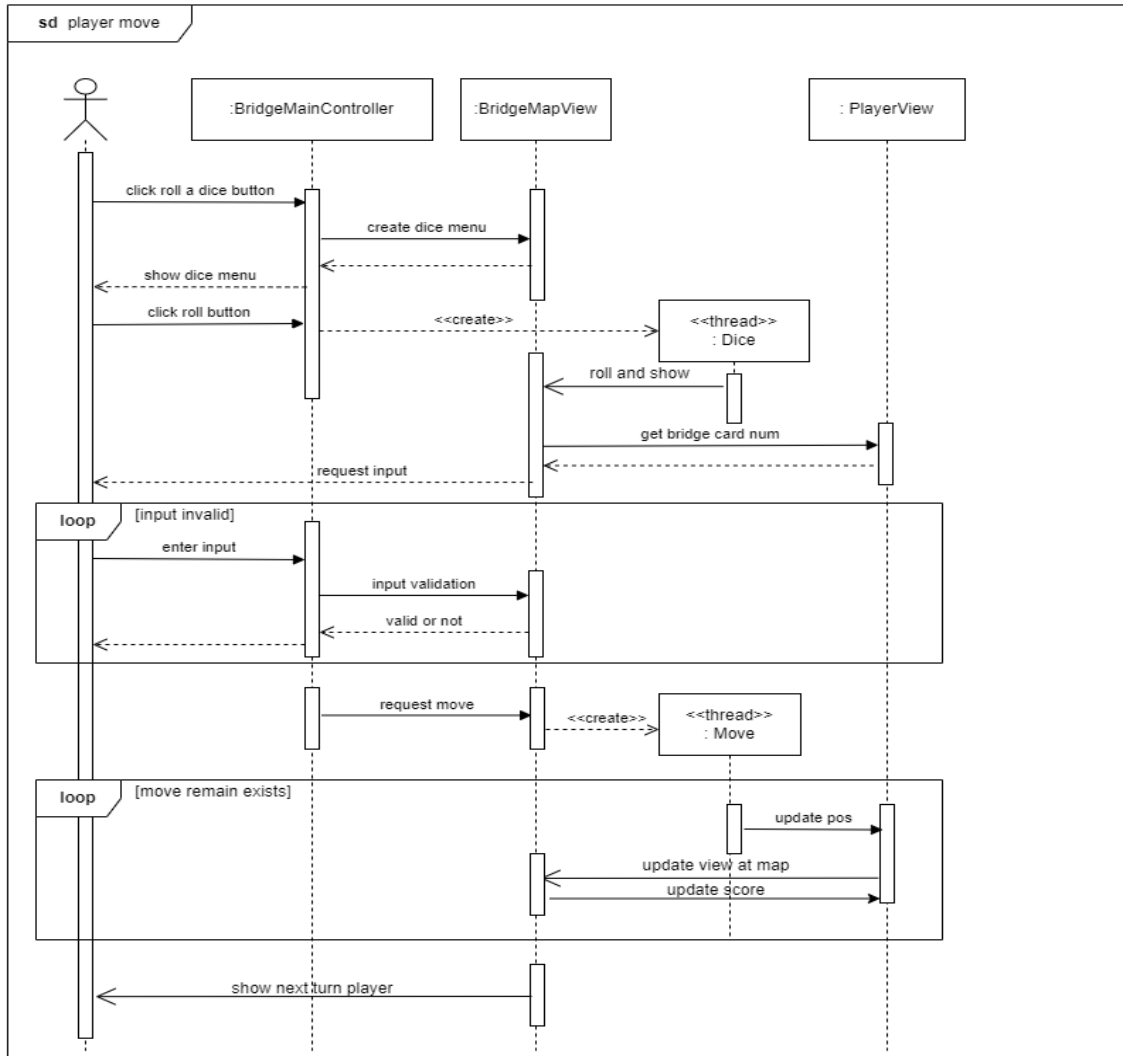 sd player move
:BridgeMainController
:BridgeMapView
: PlayerView
click roll a dice button
create dice menu
show dice menu
click roll button
<<create>>
<<thread>>
: Dice
roll and show
get bridge card num
request input
loop
[input invalid]
enter input
input validation
valid or not
request move
<<create>>
<<thread>>
: Move
loop
[move remain exists]
update pos
update view at map
update score
show next turn player